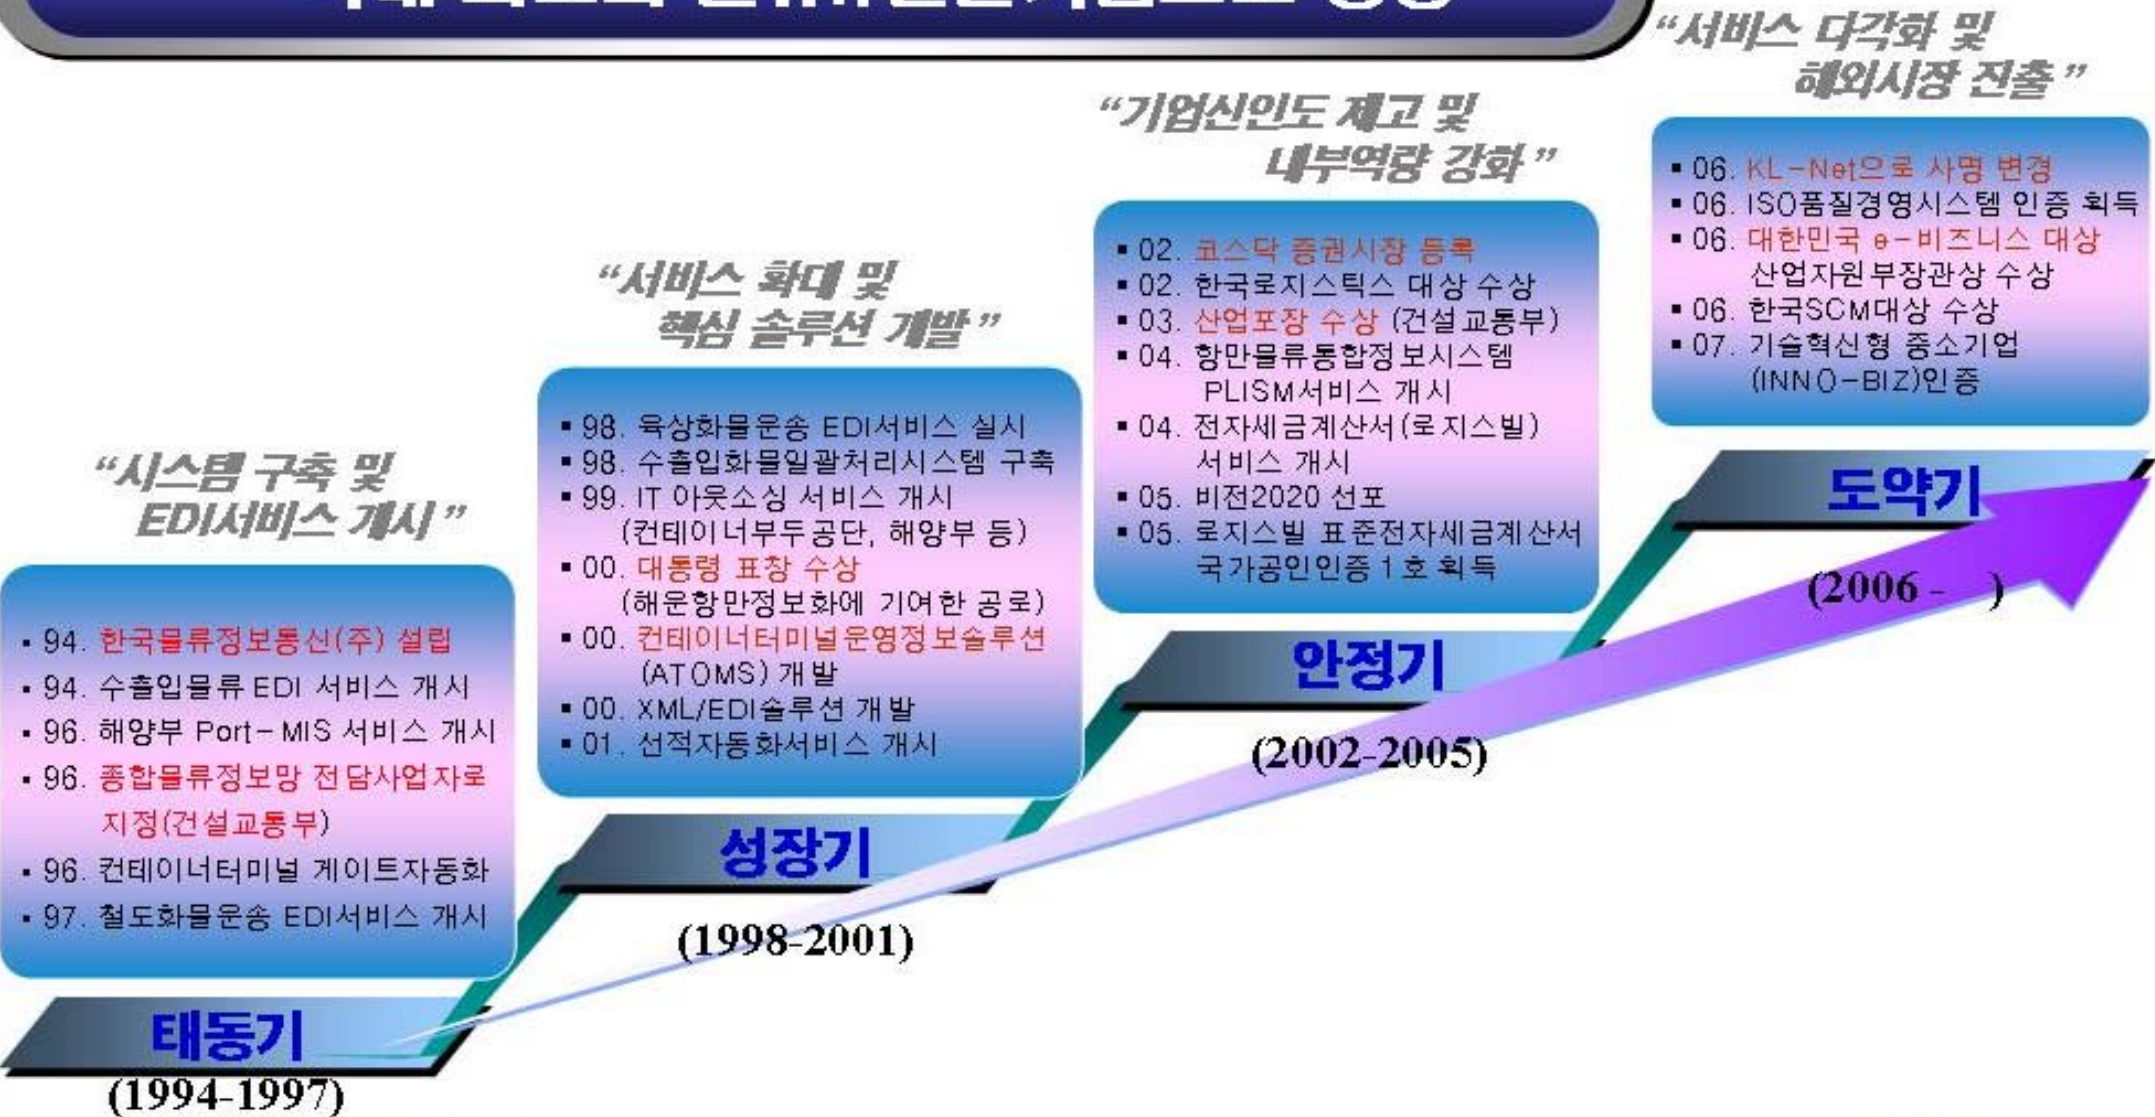 “시스템 구축 및
EDI서비스 개시”
▪ 94. 한국물류정보통신(주) 설립
▪ 94. 수출입물류 EDI 서비스 개시
▪ 96. 해양부 Port-MIS 서비스 개시
▪ 96. 종합물류정보망 전담사업자로
지정(건설교통부)
▪ 96. 컨테이너터미널 게이트자동화
▪ 97. 철도화물운송 EDI서비스 개시
태동기
(1994-1997)
“서비스 확대 및
핵심 솔루션 개발”
▪ 98. 육상화물운송 EDI서비스 실시
▪ 98. 수출입화물일괄처리시스템 구축
▪ 99. IT 아웃소싱 서비스 개시
(컨테이너부두공단, 해양부 등)
▪ 00. 대통령 표창 수상
(해운항만정보화에 기여한 공로)
▪ 00. 컨테이너터미널운영정보솔루션
(ATOMS) 개발
▪ 00. XML/EDI솔루션 개발
▪ 01. 선적자동화서비스 개시
성장기
(1998-2001)
“기업신인도 제고 및
내부역량 강화”
▪ 02. 코스닥 증권시장 등록
▪ 02. 한국로지스틱스 대상 수상
▪ 03. 산업포장 수상 (건설교통부)
▪ 04. 항만물류통합정보시스템
PLISM서비스 개시
▪ 04. 전자세금계산서(로지스빌)
서비스 개시
▪ 05. 비전2020 선포
▪ 05. 로지스빌 표준전자세금계산서
국가공인인증 1호 획득
안정기
(2002-2005)
“서비스 다각화 및
해외시장 진출”
▪ 06. KL-Net으로 사명 변경
▪ 06. ISO품질경영시스템 인증 획득
▪ 06. 대한민국 e-비즈니스 대상
산업자원부장관상 수상
▪ 06. 한국SCM대상 수상
▪ 07. 기술혁신형 중소기업
(INNO-BIZ)인증
도약기
(2006 - )